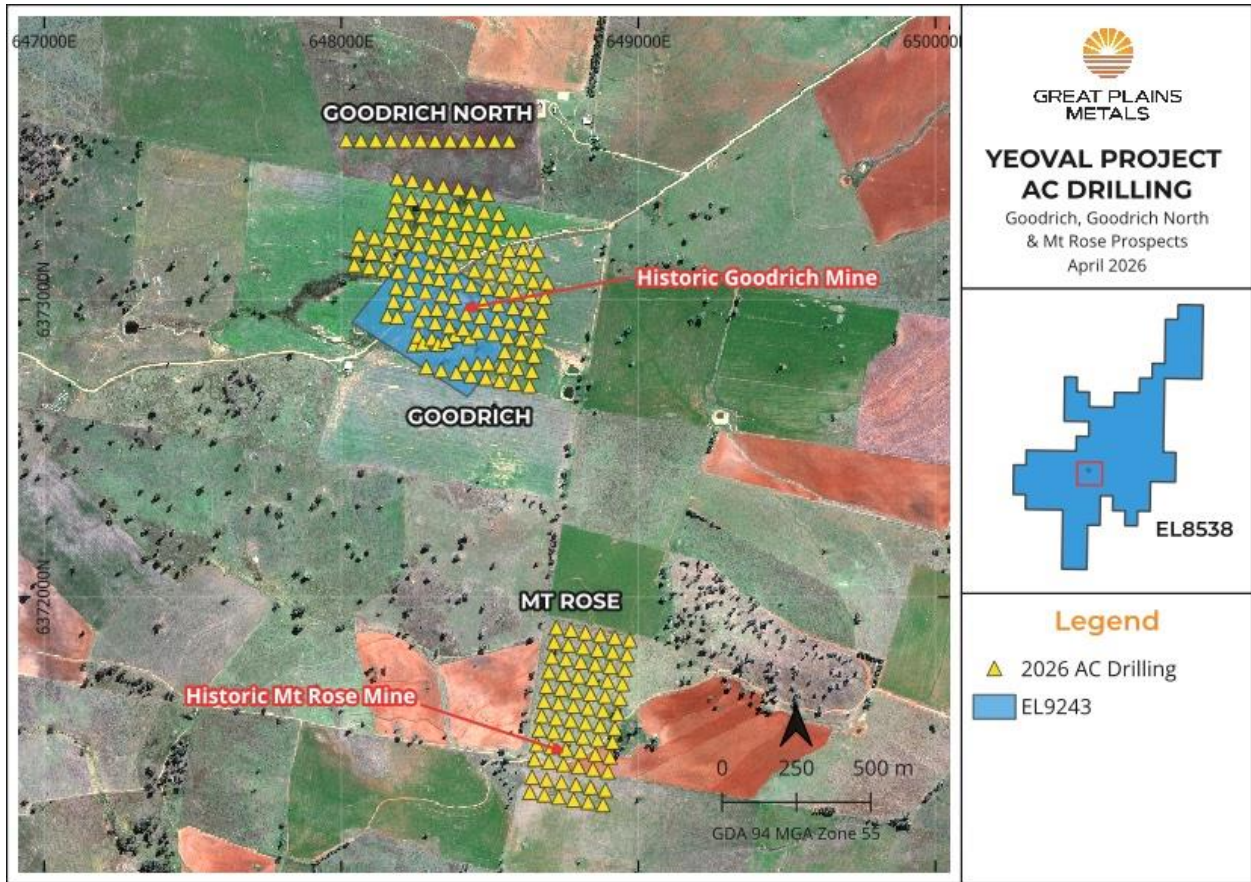 647000E
648000E
649000E
650000E
GOODRICH NORTH
Historic Goodrich Mine
6373000N
GOODRICH
6372000N
MT ROSE
Historic Mt Rose Mine
0 250 500 m
GDA 94 MGA Zone 55
GREAT PLAINS
METALS
YEOVAL PROJECT
AC DRILLING
Goodrich, Goodrich North
& Mt Rose Prospects
April 2026
EL8538
Legend
2026 AC Drilling
EL9243